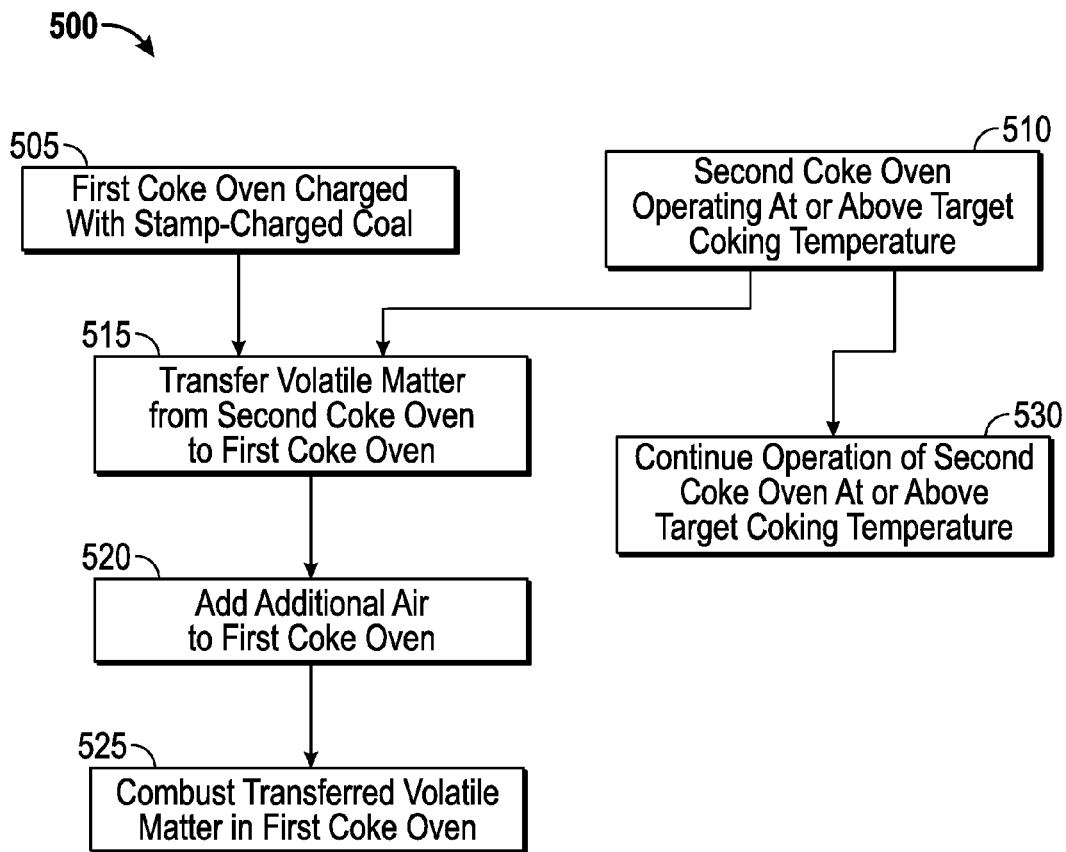 500
505
First Coke Oven Charged
With Stamp-Charged Coal
510
Second Coke Oven
Operating At or Above Target
Coking Temperature
515
Transfer Volatile Matter
from Second Coke Oven
to First Coke Oven
530
Continue Operation of Second
Coke Oven At or Above
Target Coking Temperature
520
Add Additional Air
to First Coke Oven
525
Combust Transferred Volatile
Matter in First Coke Oven